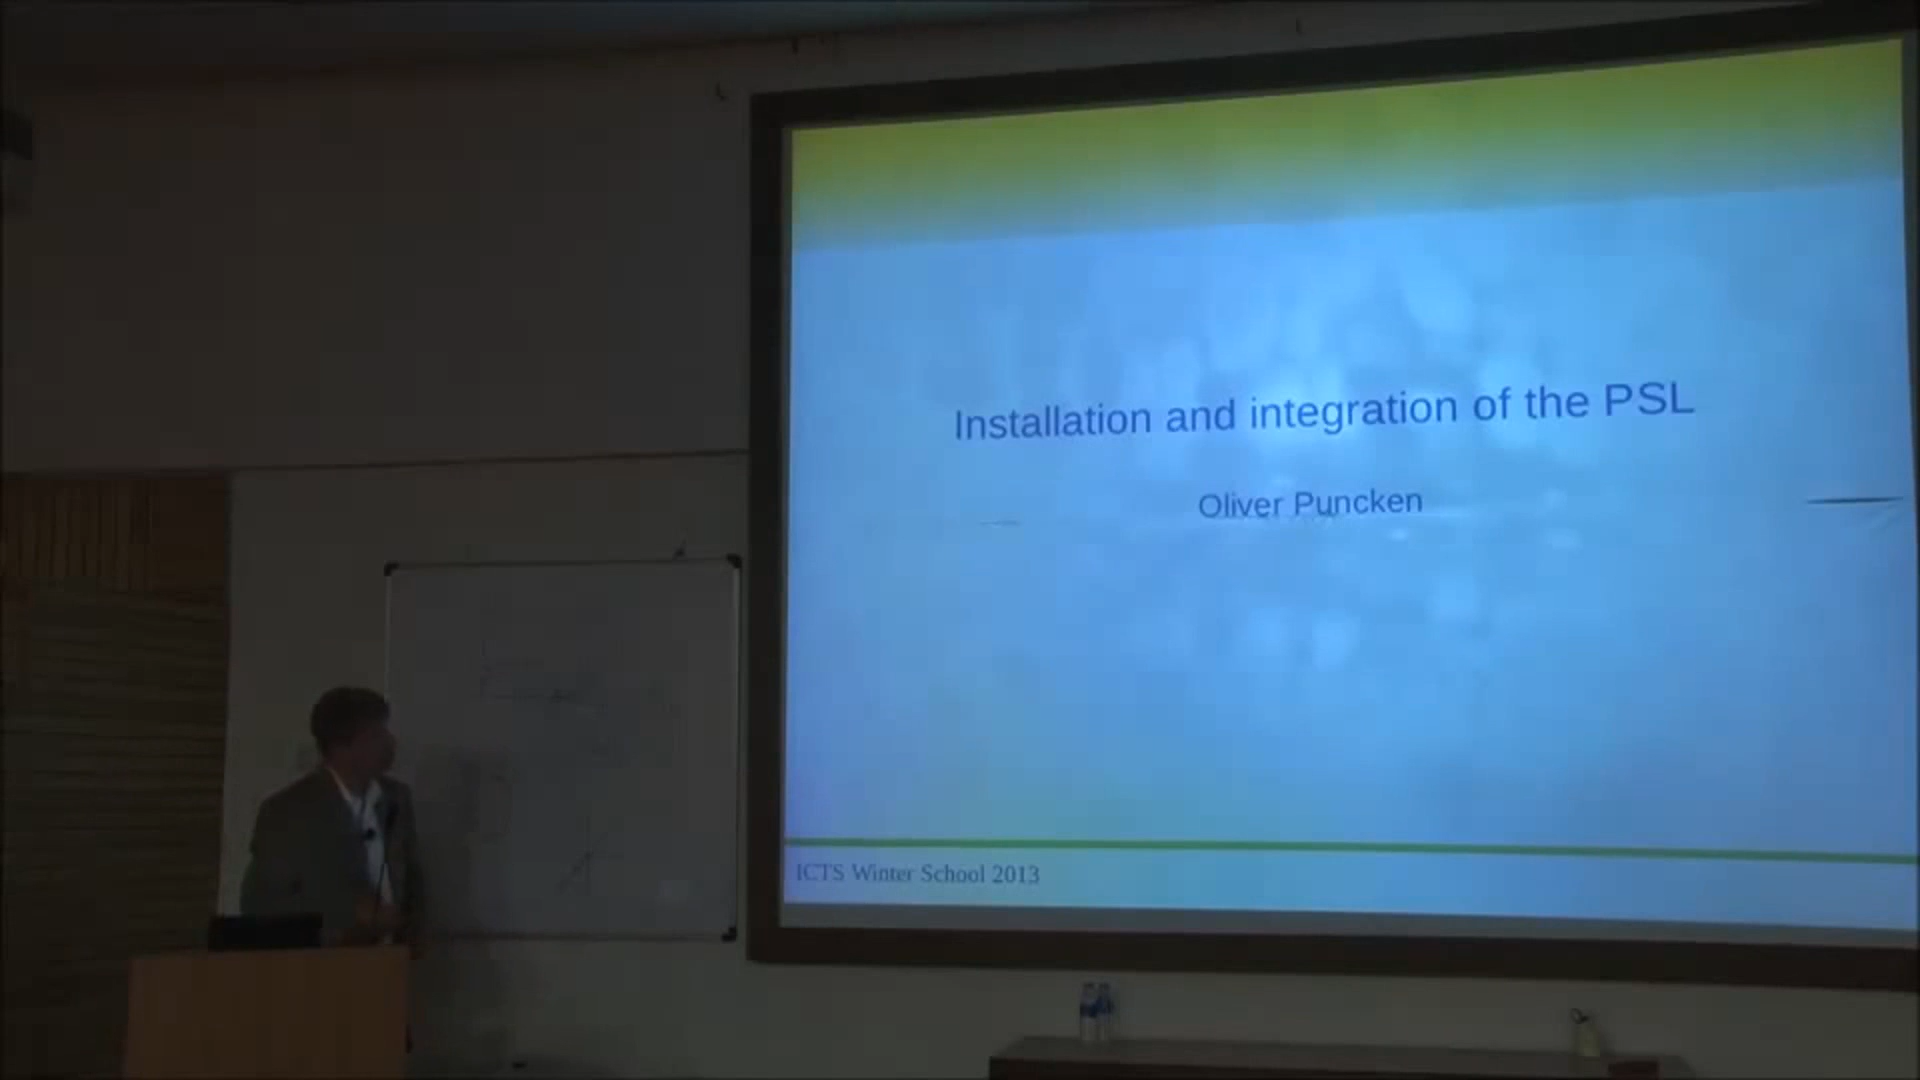 Installation and integration of the PSL
Oliver Puncken
ICTS Winter School 2013